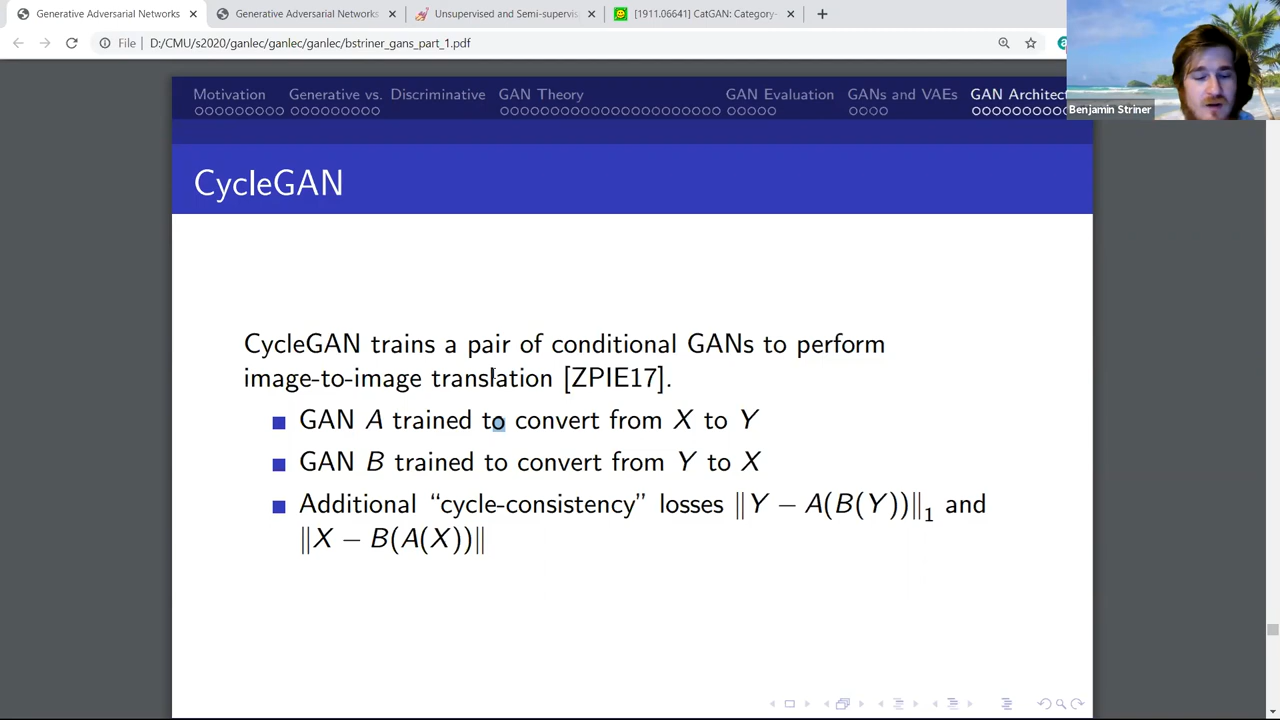 Generative Adversarial Networks
Generative Adversarial Networks
Unsupervised and Semi-supervis
[1911.06641] CatGAN: Category-
File
D:/CMU/s2020/ganlec/ganlec/ganlec/bstriner_gans_part_1.pdf
Benjamin Striner
Motivation
Generative vs. Discriminative
GAN Theory
GAN Evaluation
GANs and VAEs
GAN Architect
CycleGAN
CycleGAN trains a pair of conditional GANs to perform
image-to-image translation [ZPIE17].
GAN A trained to convert from X to Y
GAN B trained to convert from Y to X
Additional “cycle-consistency” losses ‖Y − A(B(Y))‖₁ and
‖X − B(A(X))‖